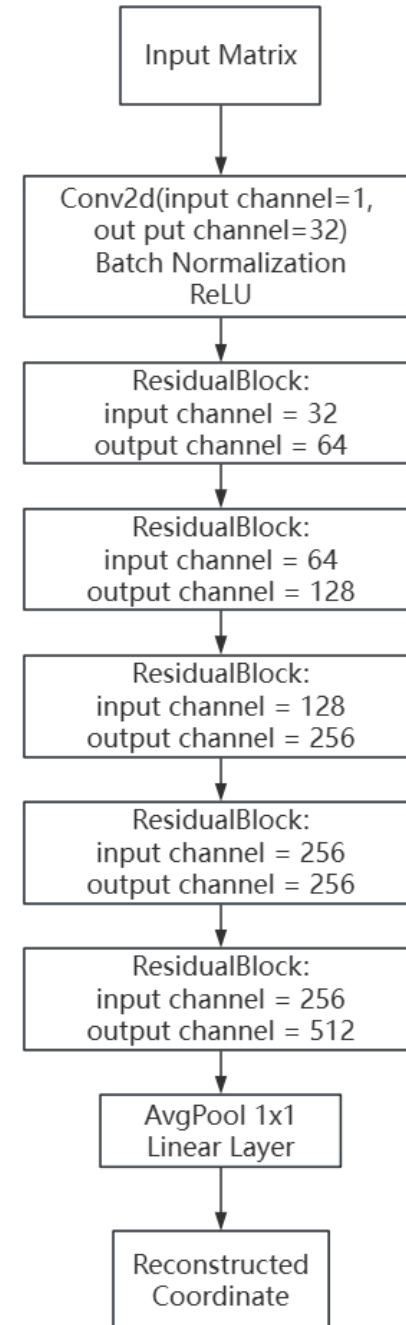 Input Matrix
Conv2d(input channel=1,
out put channel=32)
Batch Normalization
ReLU
ResidualBlock:
input channel = 32
output channel = 64
ResidualBlock:
input channel = 64
output channel = 128
ResidualBlock:
input channel = 128
output channel = 256
ResidualBlock:
input channel = 256
output channel = 256
ResidualBlock:
input channel = 256
output channel = 512
AvgPool 1x1
Linear Layer
Reconstructed
Coordinate